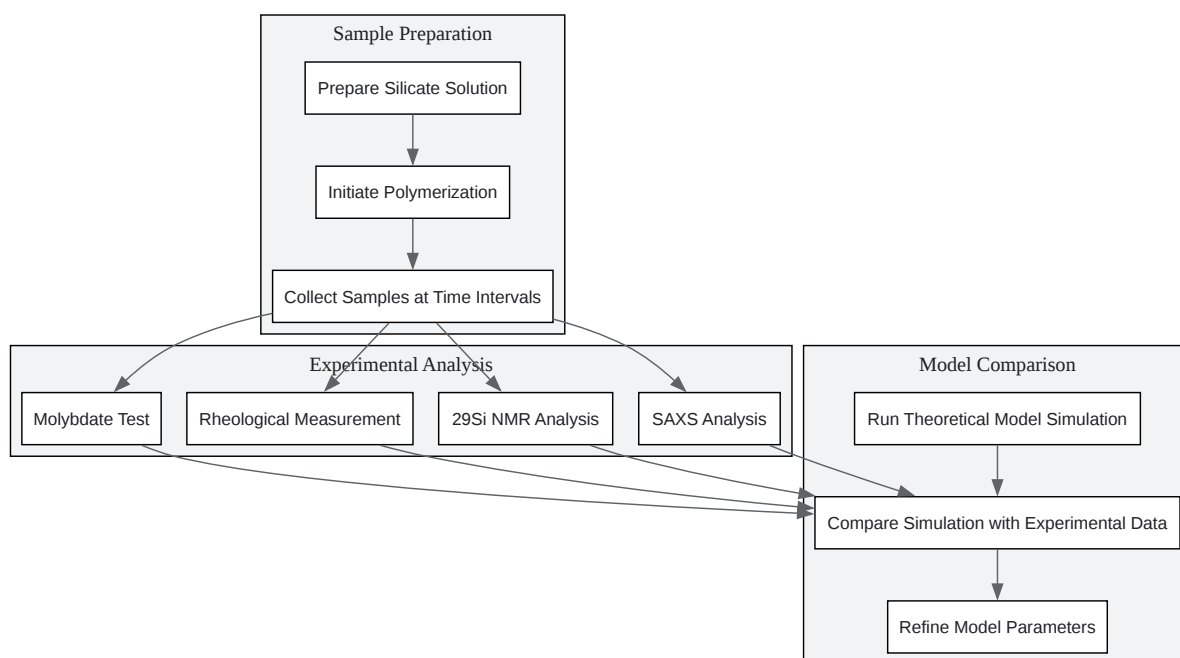 Sample Preparation
Prepare Silicate Solution
Initiate Polymerization
Collect Samples at Time Intervals
Experimental Analysis
Molybdate Test
Rheological Measurement
29Si NMR Analysis
SAXS Analysis
Model Comparison
Run Theoretical Model Simulation
Compare Simulation with Experimental Data
Refine Model Parameters